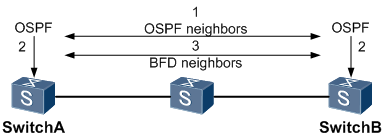 1
OSPF
OSPF neighbors
OSPF
2
3
2
BFD neighbors
S
S
S
SwitchA
SwitchB